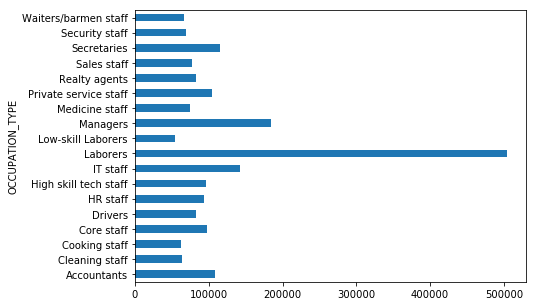 Waiters/barmen staff
Security staff
Secretaries
Sales staff
Realty agents
Private service staff
Medicine staff
Managers
Low-skill Laborers
Laborers
IT staff
High skill tech staff
HR staff
Drivers
Core staff
Cooking staff
Cleaning staff
Accountants
OCCUPATION_TYPE
0 100000 200000 300000 400000 500000